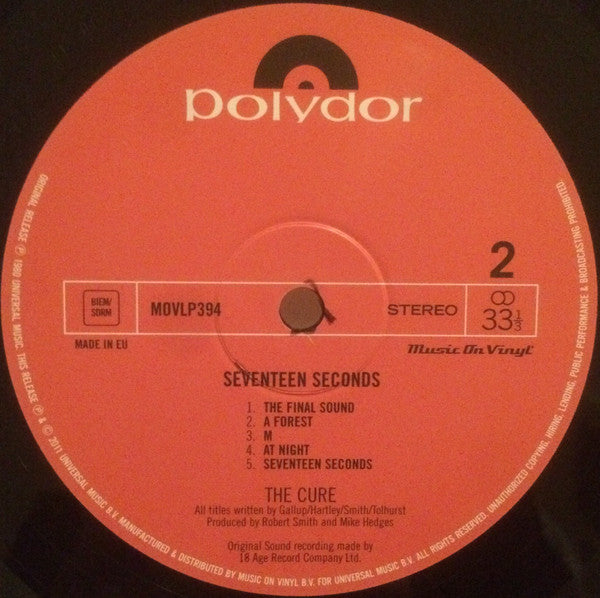 polydor
2
BIEM/
SDRM
MOVLP394
STEREO
33 1/3
MADE IN EU
Music On Vinyl
SEVENTEEN SECONDS
1. THE FINAL SOUND
2. A FOREST
3. M
4. AT NIGHT
5. SEVENTEEN SECONDS
THE CURE
All titles written by Gallup/Hartley/Smith/Tolhurst
Produced by Robert Smith and Mike Hedges
Original Sound recording made by
18 Age Record Company Ltd.
ORIGINAL RELEASE ℗ 1980 UNIVERSAL MUSIC. THIS RELEASE ℗ & © 2011 UNIVERSAL MUSIC B.V. MANUFACTURED & DISTRIBUTED BY MUSIC ON VINYL B.V. FOR UNIVERSAL MUSIC B.V. ALL RIGHTS RESERVED. UNAUTHORIZED COPYING, HIRING, LENDING, PUBLIC PERFORMANCE & BROADCASTING PROHIBITED.